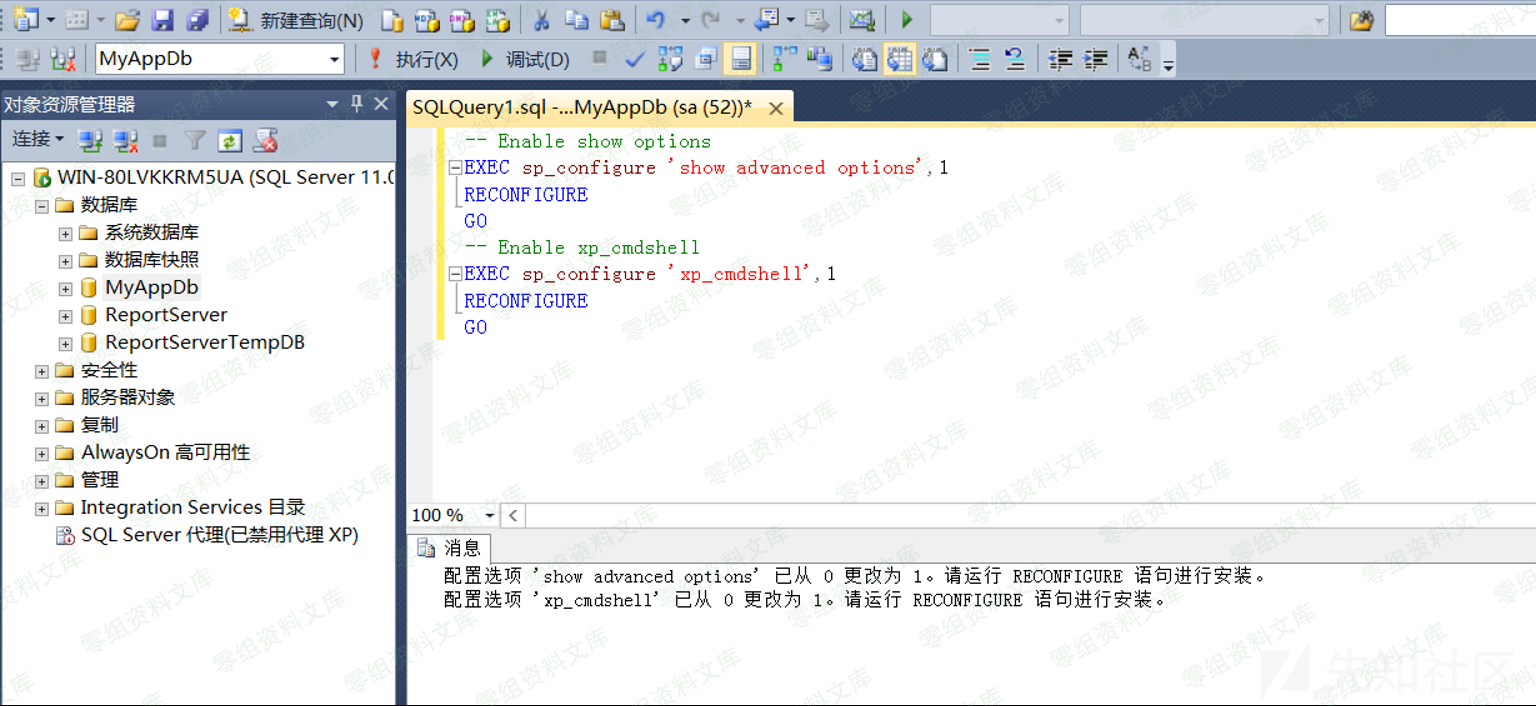 新建查询(N)
MyAppDb
执行(X)
调试(D)
对象资源管理器
连接
WIN-80LVKKRM5UA (SQL Server 11.0
数据库
系统数据库
数据库快照
MyAppDb
ReportServer
ReportServerTempDB
安全性
服务器对象
复制
AlwaysOn 高可用性
管理
Integration Services 目录
SQL Server 代理(已禁用代理 XP)
SQLQuery1.sql -...MyAppDb (sa (52))*
-- Enable show options
EXEC sp_configure 'show advanced options',1
RECONFIGURE
GO
-- Enable xp_cmdshell
EXEC sp_configure 'xp_cmdshell',1
RECONFIGURE
GO
100 %
消息
配置选项 'show advanced options' 已从 0 更改为 1。请运行 RECONFIGURE 语句进行安装。
配置选项 'xp_cmdshell' 已从 0 更改为 1。请运行 RECONFIGURE 语句进行安装。
零组资料文库
先知社区